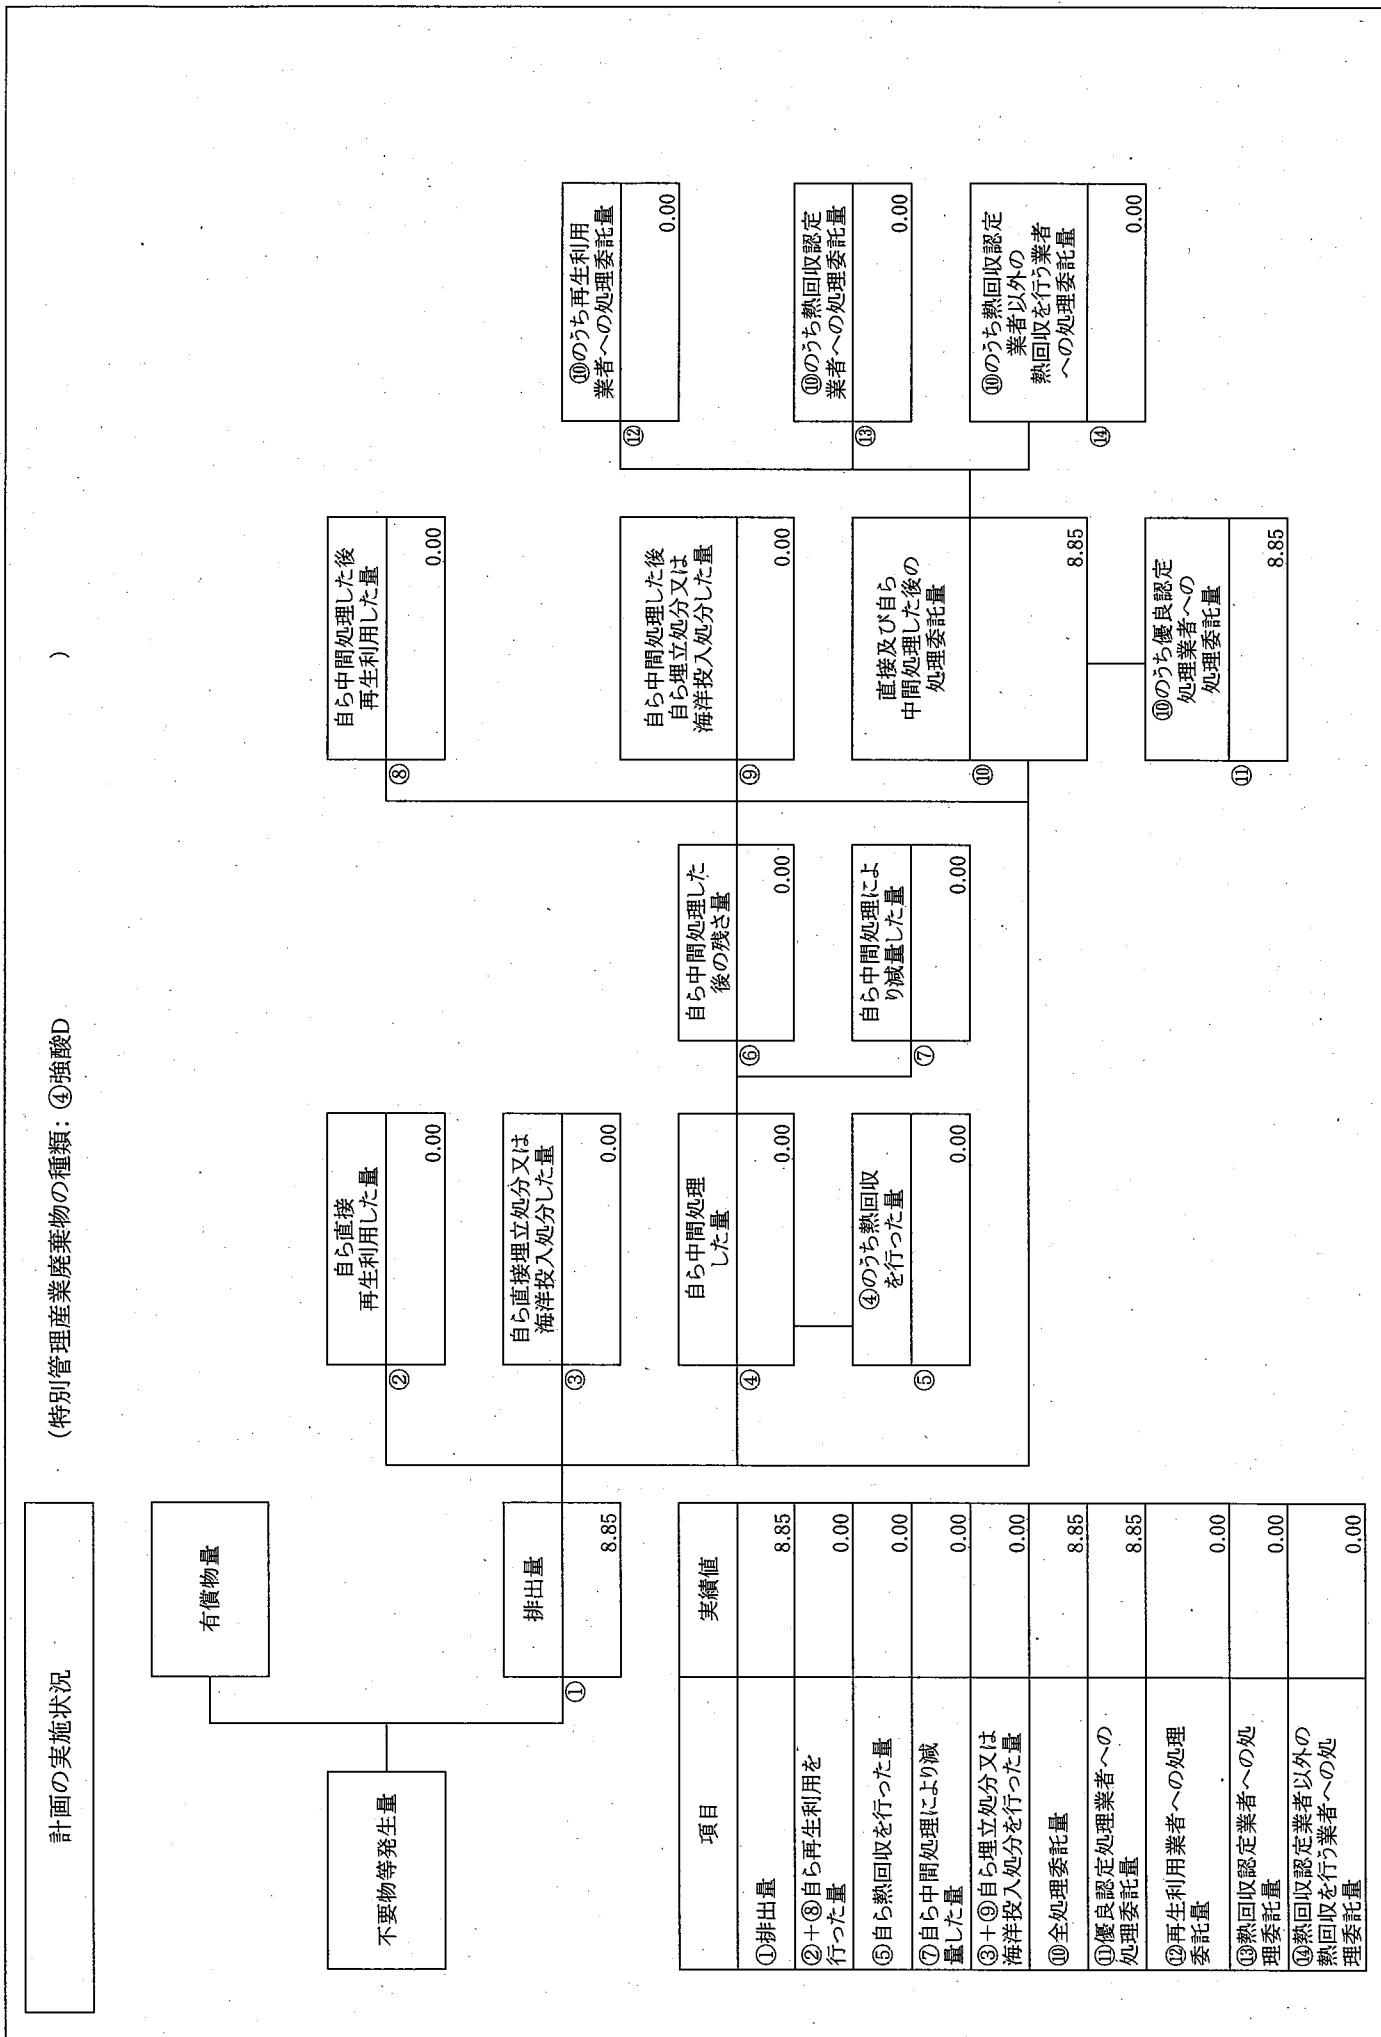 計画の実施状況
(特別管理産業廃棄物の種類:④強酸D
)
不要物等発生量
有償物量
①
排出量
8.85
②
自ら直接
再生利用した量
0.00
③
自ら直接埋立処分又は
海洋投入処分した量
0.00
④
自ら中間処理
した量
0.00
⑤
④のうち熱回収
を行った量
0.00
⑥
自ら中間処理した
後の残さ量
0.00
⑦
自ら中間処理によ
り減量した量
0.00
⑧
自ら中間処理した後
再生利用した量
0.00
⑨
自ら中間処理した後
自ら埋立処分又は
海洋投入処分した量
0.00
⑩
直接及び自ら
中間処理した後の
処理委託量
8.85
⑪
⑩のうち優良認定
処理業者への
処理委託量
8.85
⑫
⑩のうち再生利用
業者への処理委託量
0.00
⑬
⑩のうち熱回収認定
業者への処理委託量
0.00
⑭
⑩のうち熱回収認定
業者以外の
熱回収を行う業者
への処理委託量
0.00
項目 実績値
①排出量 8.85
②+⑧自ら再生利用を
行った量 0.00
⑤自ら熱回収を行った量 0.00
⑦自ら中間処理により減
量した量 0.00
③+⑨自ら埋立処分又は
海洋投入処分を行った量 0.00
⑩全処理委託量 8.85
⑪優良認定処理業者への
処理委託量 8.85
⑫再生利用業者への処理
委託量 0.00
⑬熱回収認定業者への処
理委託量 0.00
⑭熱回収認定業者以外の
熱回収を行う業者への処
理委託量 0.00